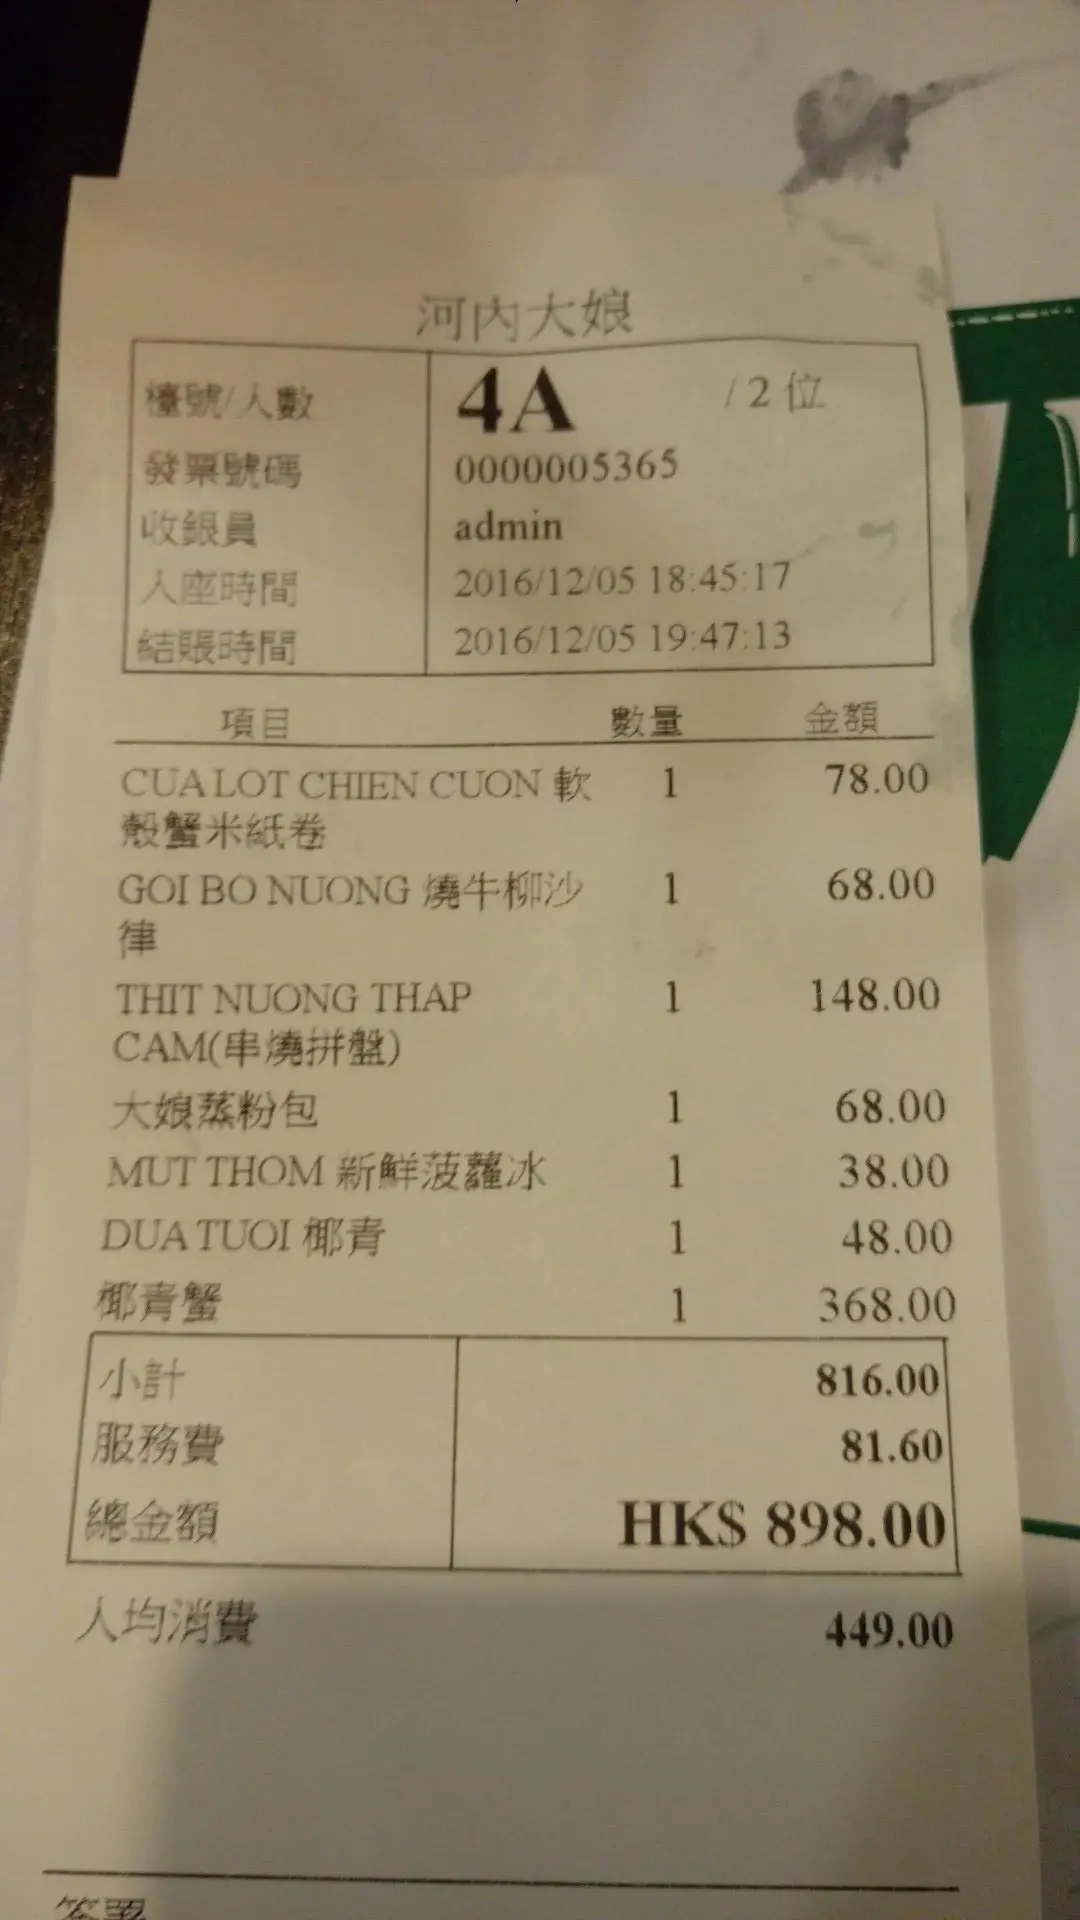 河內大娘
檯號/人數 4A /2 位
發票號碼 0000005365
收銀員 admin
入座時間 2016/12/05 18:45:17
結賬時間 2016/12/05 19:47:13
項目 數量 金額
CUA LOT CHIEN CUON 軟 1 78.00
殼蟹米紙卷
GOI BO NUONG 燒牛柳沙 1 68.00
律
THIT NUONG THAP 1 148.00
CAM(串燒拼盤)
大娘蒸粉包 1 68.00
MUT THOM 新鮮菠蘿冰 1 38.00
DUA TUOI 椰青 1 48.00
椰青蟹 1 368.00
小計 816.00
服務費 81.60
總金額 HK$ 898.00
人均消費 449.00
簽署